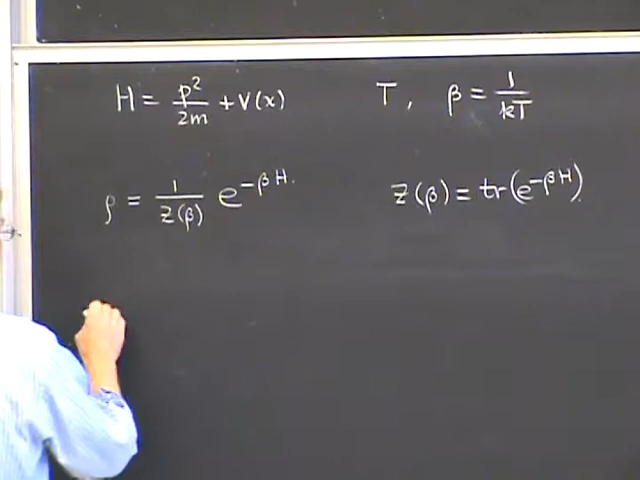 H = p²/2m + V(x)    T, β = 1/kT
ρ = 1/Z(β) e^{-βH}.    Z(β) = tr(e^{-βH}).